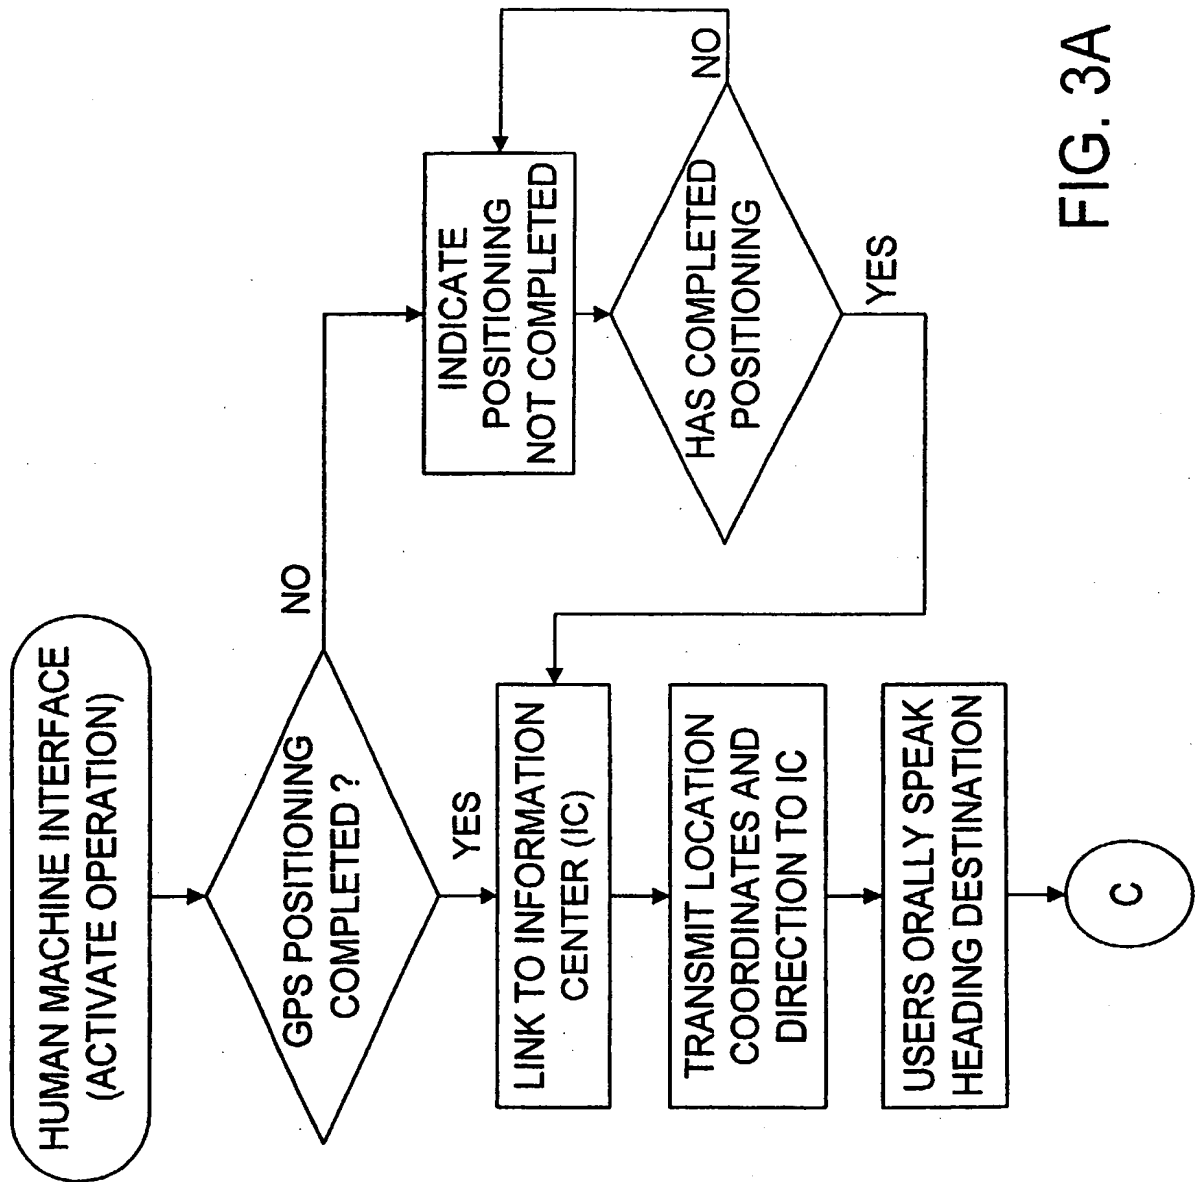 HUMAN MACHINE INTERFACE
(ACTIVATE OPERATION)
GPS POSITIONING
COMPLETED ?
NO
YES
INDICATE
POSITIONING
NOT COMPLETED
HAS COMPLETED
POSITIONING
NO
YES
LINK TO INFORMATION
CENTER (IC)
TRANSMIT LOCATION
COORDINATES AND
DIRECTION TO IC
USERS ORALLY SPEAK
HEADING DESTINATION
C
FIG. 3A